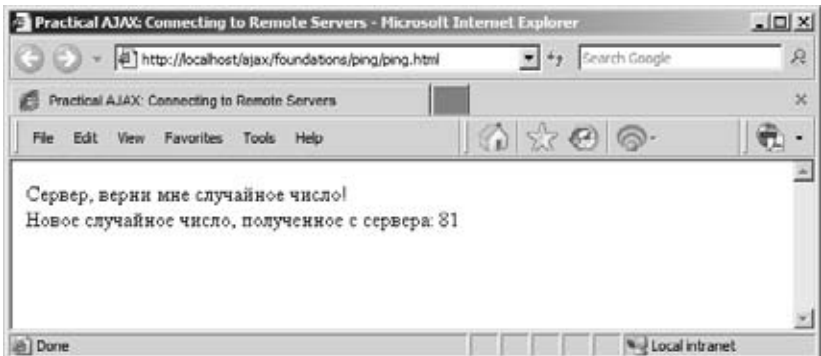 Practical AJAX: Connecting to Remote Servers - Microsoft Internet Explorer
http://localhost/ajax/foundations/ping/ping.html
Search Google
Practical AJAX: Connecting to Remote Servers
File Edit View Favorites Tools Help
Сервер, верни мне случайное число!
Новое случайное число, полученное с сервера: 81
Done
Local intranet